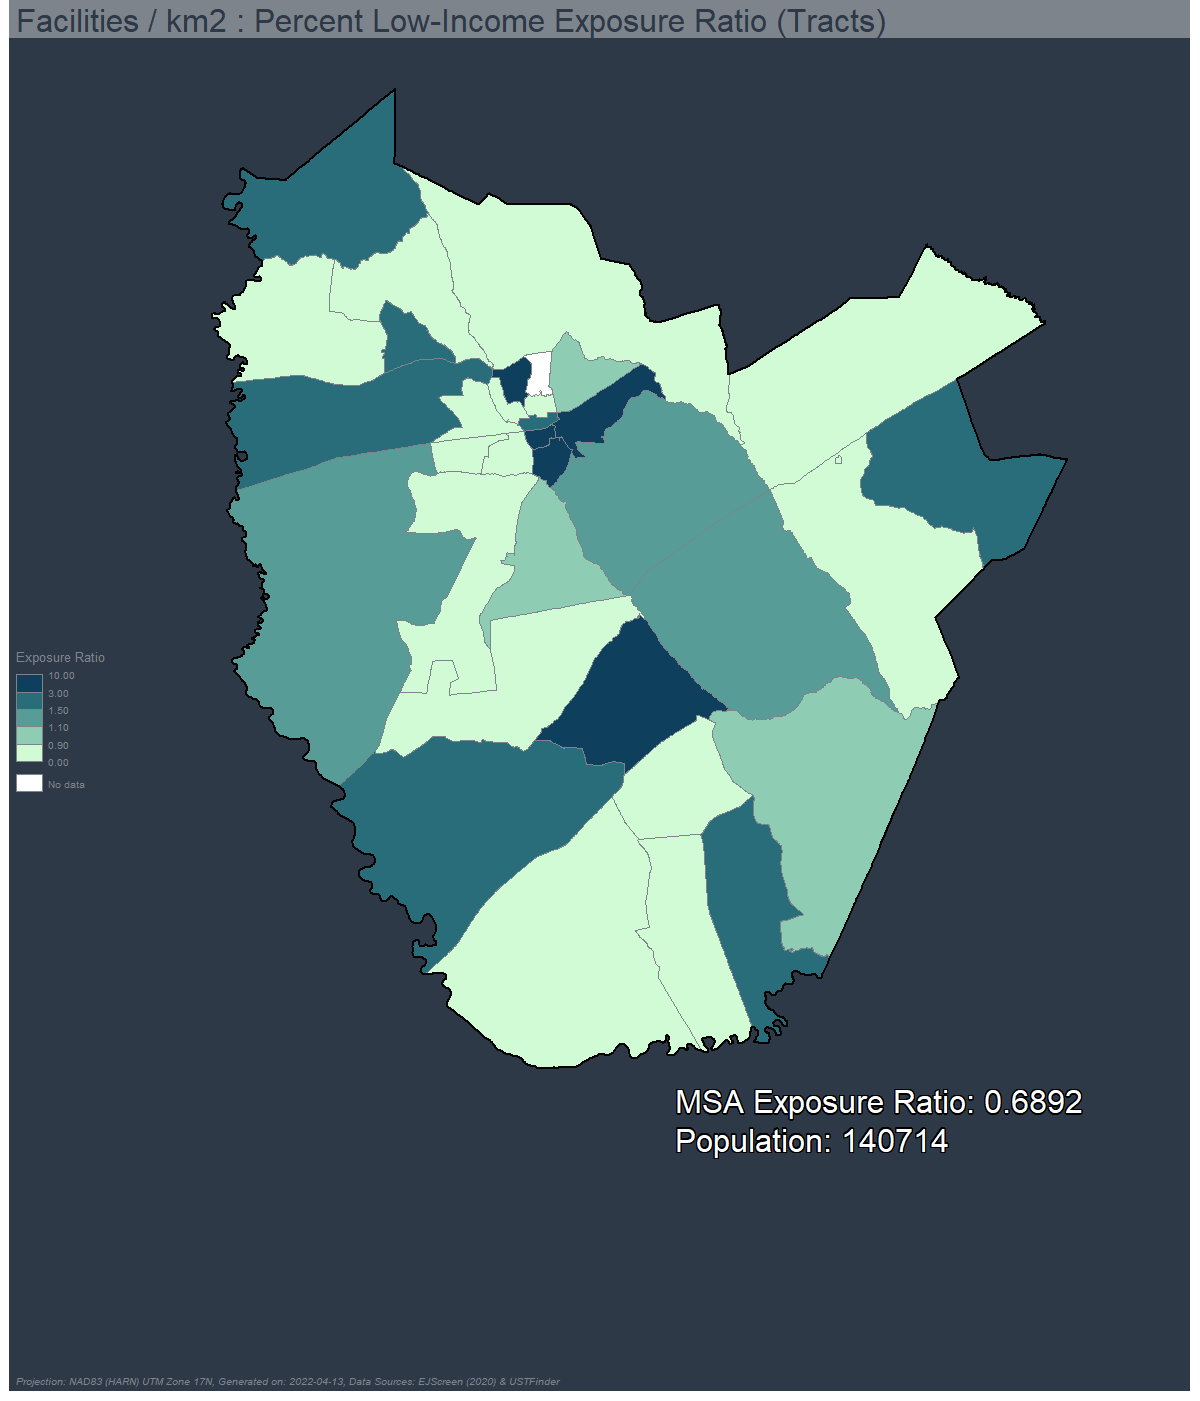 Facilities / km2 : Percent Low-Income Exposure Ratio (Tracts)
Exposure Ratio
10.00
3.00
1.50
1.10
0.90
0.00
No data
MSA Exposure Ratio: 0.6892
Population: 140714
Projection: NAD83 (HARN) UTM Zone 17N, Generated on: 2022-04-13, Data Sources: EJScreen (2020) & USTFinder